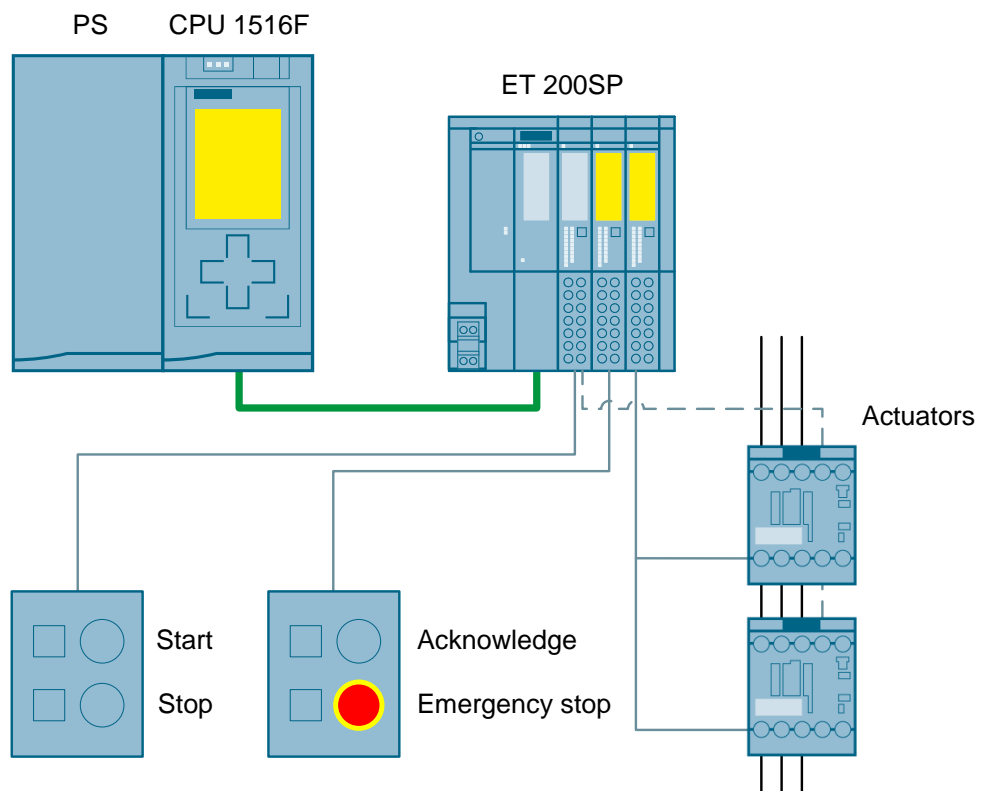 PS
CPU 1516F
ET 200SP
Actuators
Start
Acknowledge
Stop
Emergency stop